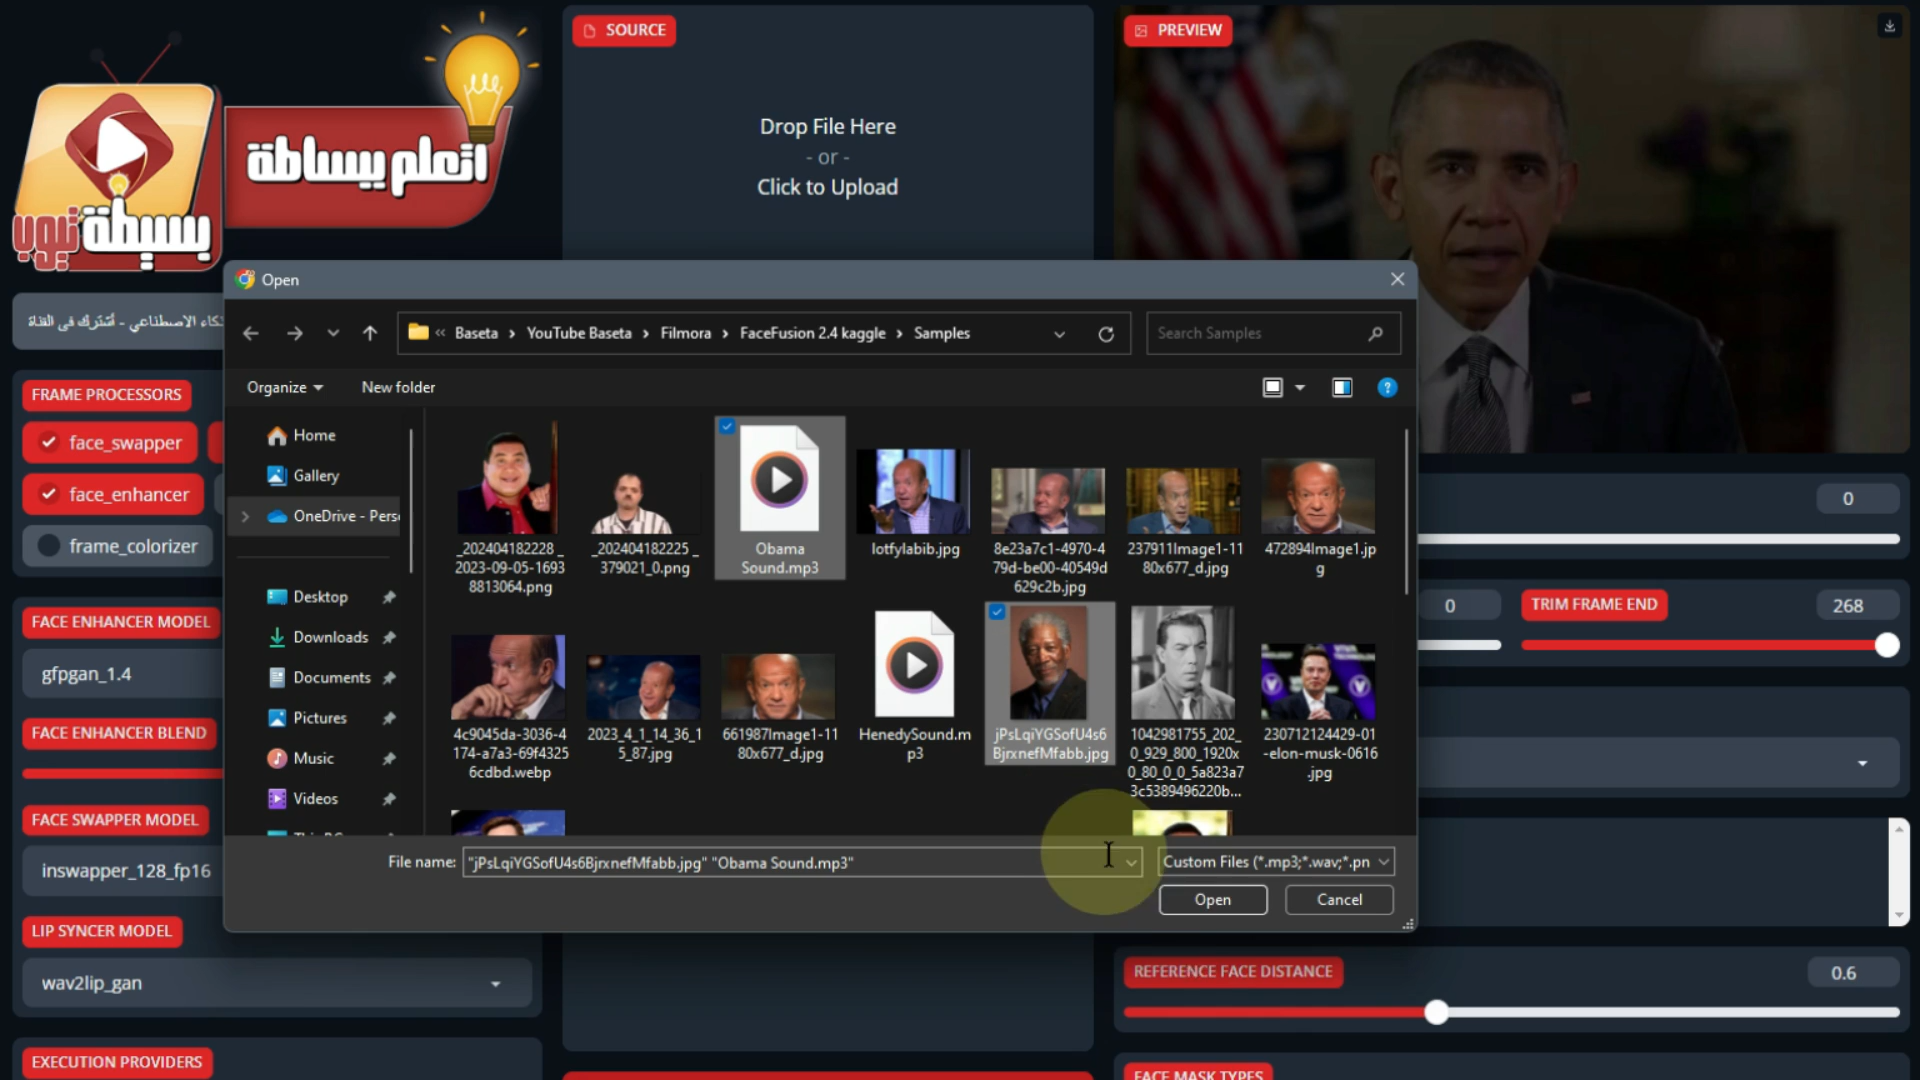 SOURCE
PREVIEW
اتعلم ببساطة
بسيطة تيوب
Drop File Here
- or -
Click to Upload
Open
كاء الاصطناعي - أشترك فى القناة
Baseta
YouTube Baseta
Filmora
FaceFusion 2.4 kaggle
Samples
Search Samples
Organize
New folder
FRAME PROCESSORS
face_swapper
face_enhancer
frame_colorizer
FACE ENHANCER MODEL
gfpgan_1.4
FACE ENHANCER BLEND
FACE SWAPPER MODEL
inswapper_128_fp16
LIP SYNCER MODEL
wav2lip_gan
EXECUTION PROVIDERS
Home
Gallery
OneDrive - Pers
Desktop
Downloads
Documents
Pictures
Music
Videos
_202404182228_
2023-09-05-1693
8813064.png
_202404182225_
379021_0.png
Obama
Sound.mp3
lotfylabib.jpg
8e23a7c1-4970-4
79d-be00-40549d
629c2b.jpg
237911Image1-11
80x677_d.jpg
472894Image1.jp
g
4c9045da-3036-4
174-a7a3-69f4325
6cdbd.webp
2023_4_1_14_36_1
5_87.jpg
661987Image1-11
80x677_d.jpg
HenedySound.m
p3
jPsLqiYGSofU4s6
BjrxnefMfabb.jpg
1042981755_202_
0_929_800_1920x
0_80_0_0_5a823a7
3c5389496220b...
230712124429-01
-elon-musk-0616
.jpg
File name:
"jPsLqiYGSofU4s6BjrxnefMfabb.jpg" "Obama Sound.mp3"
Custom Files (*.mp3;*.wav;*.pn
Open
Cancel
0
0
TRIM FRAME END
268
REFERENCE FACE DISTANCE
0.6
FACE MASK TYPES